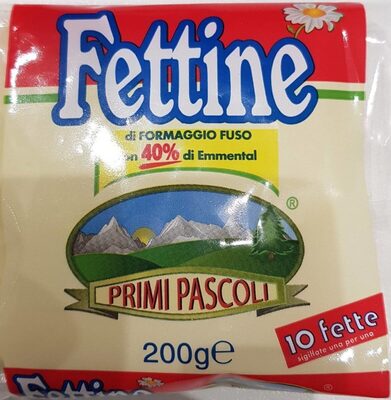 Fettine
di FORMAGGIO FUSO
con 40% di Emmental
®
PRIMI PASCOLI
200g℮
10 fette
sigillate una per una
Fettine